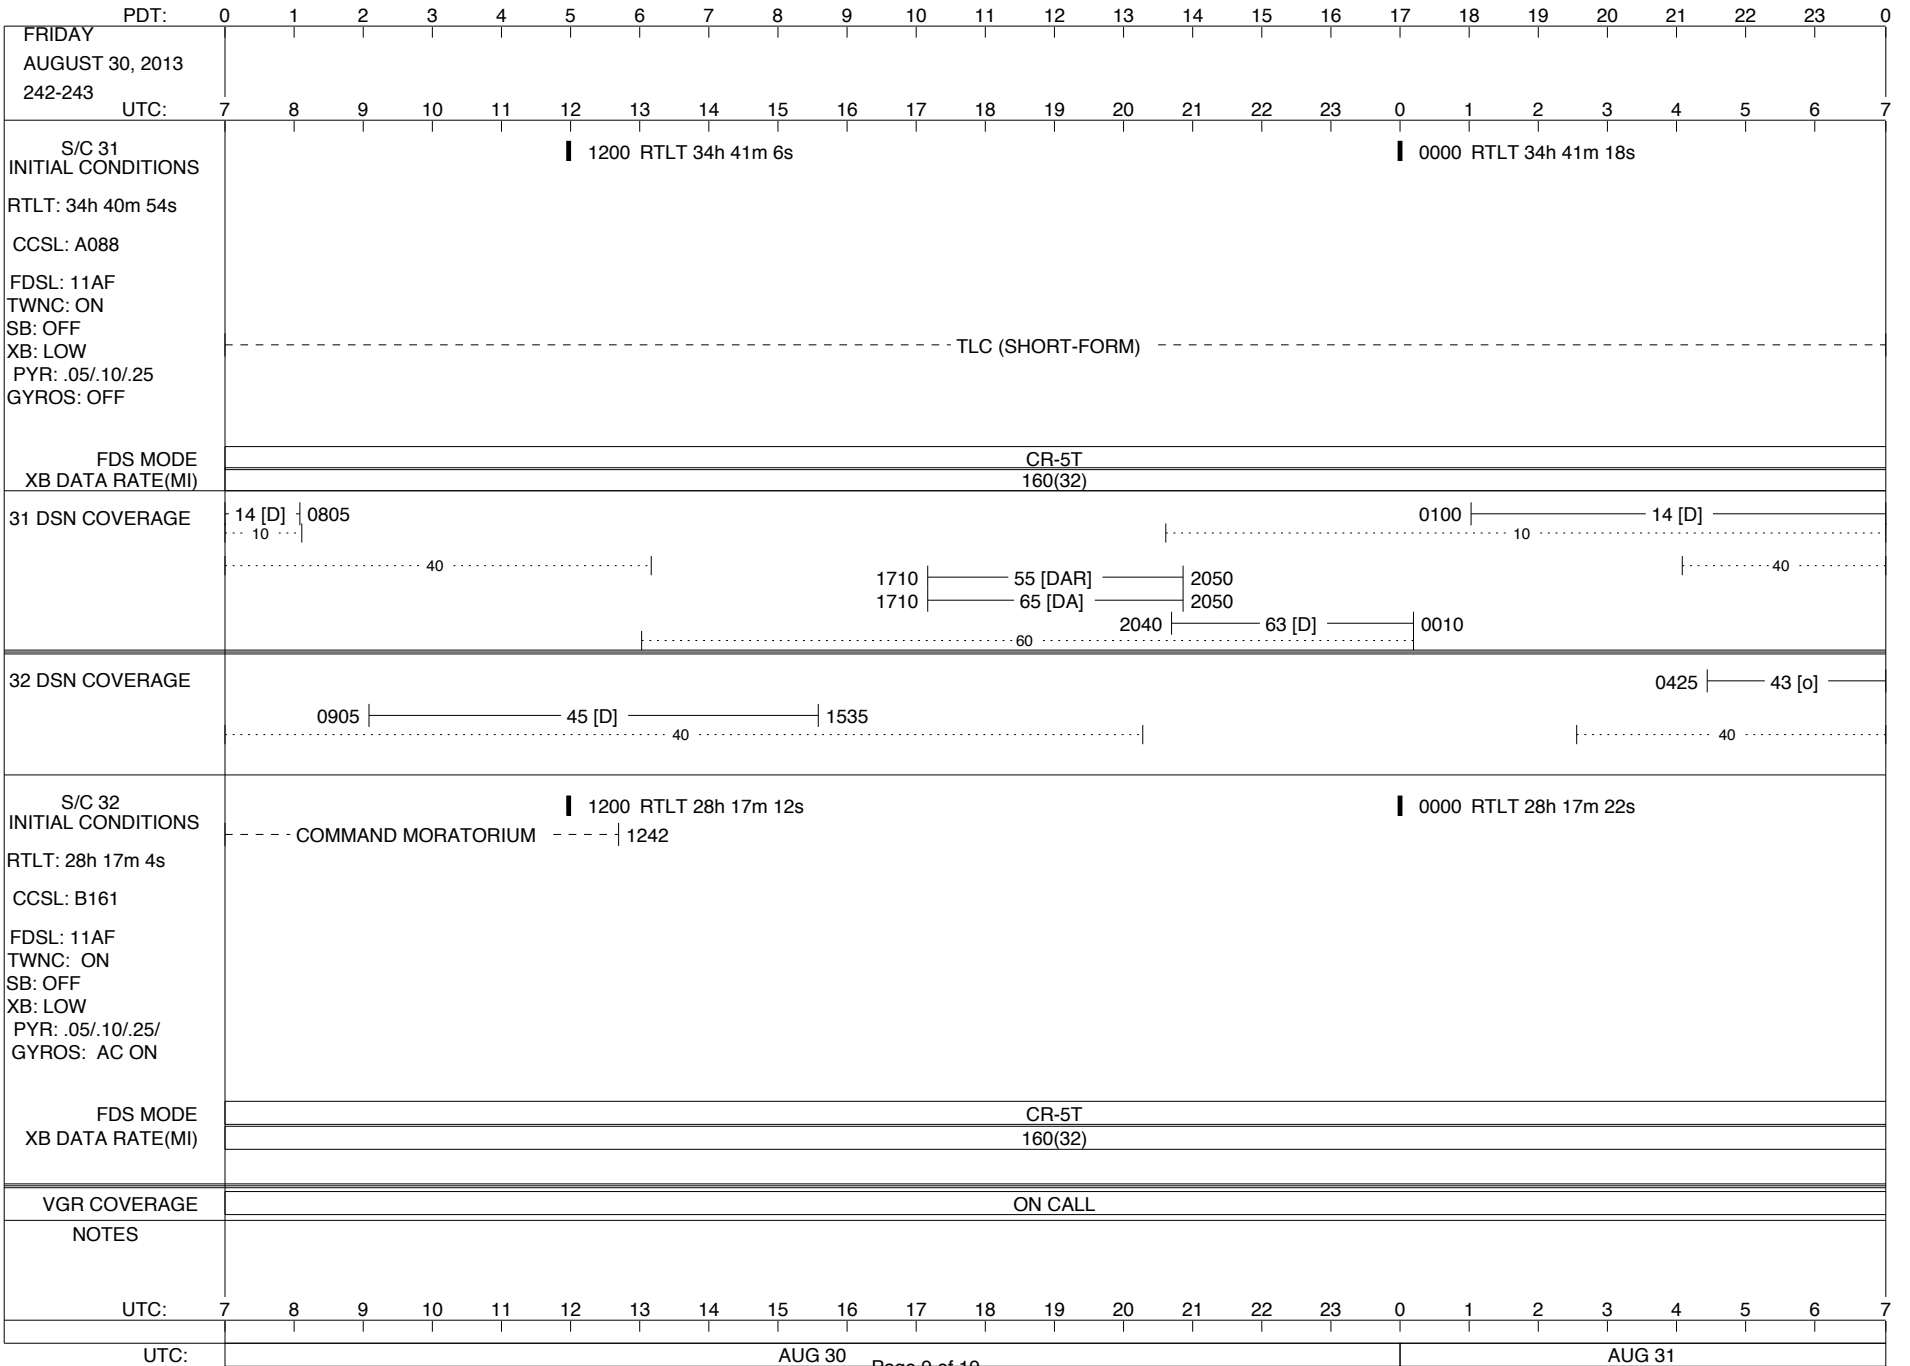 PDT: 0 1 2 3 4 5 6 7 8 9 10 11 12 13 14 15 16 17 18 19 20 21 22 23 0
FRIDAY
AUGUST 30, 2013
242-243
UTC: 7 8 9 10 11 12 13 14 15 16 17 18 19 20 21 22 23 0 1 2 3 4 5 6 7
S/C 31
INITIAL CONDITIONS
1200 RTLT 34h 41m 6s 0000 RTLT 34h 41m 18s
RTLT: 34h 40m 54s
CCSL: A088
FDSL: 11AF
TWNC: ON
SB: OFF
XB: LOW
TLC (SHORT-FORM)
PYR: .05/.10/.25
GYROS: OFF
FDS MODE CR-5T
XB DATA RATE(MI) 160(32)
31 DSN COVERAGE 14 [D] 0805 0100 14 [D]
10 10
40 40
1710 55 [DAR] 2050
1710 65 [DA] 2050
2040 63 [D] 0010
60
32 DSN COVERAGE 0425 43 [o]
0905 45 [D] 1535
40 40
S/C 32
INITIAL CONDITIONS
1200 RTLT 28h 17m 12s 0000 RTLT 28h 17m 22s
COMMAND MORATORIUM 1242
RTLT: 28h 17m 4s
CCSL: B161
FDSL: 11AF
TWNC: ON
SB: OFF
XB: LOW
PYR: .05/.10/.25/
GYROS: AC ON
FDS MODE CR-5T
XB DATA RATE(MI) 160(32)
VGR COVERAGE ON CALL
NOTES
UTC: 7 8 9 10 11 12 13 14 15 16 17 18 19 20 21 22 23 0 1 2 3 4 5 6 7
UTC: AUG 30 AUG 31